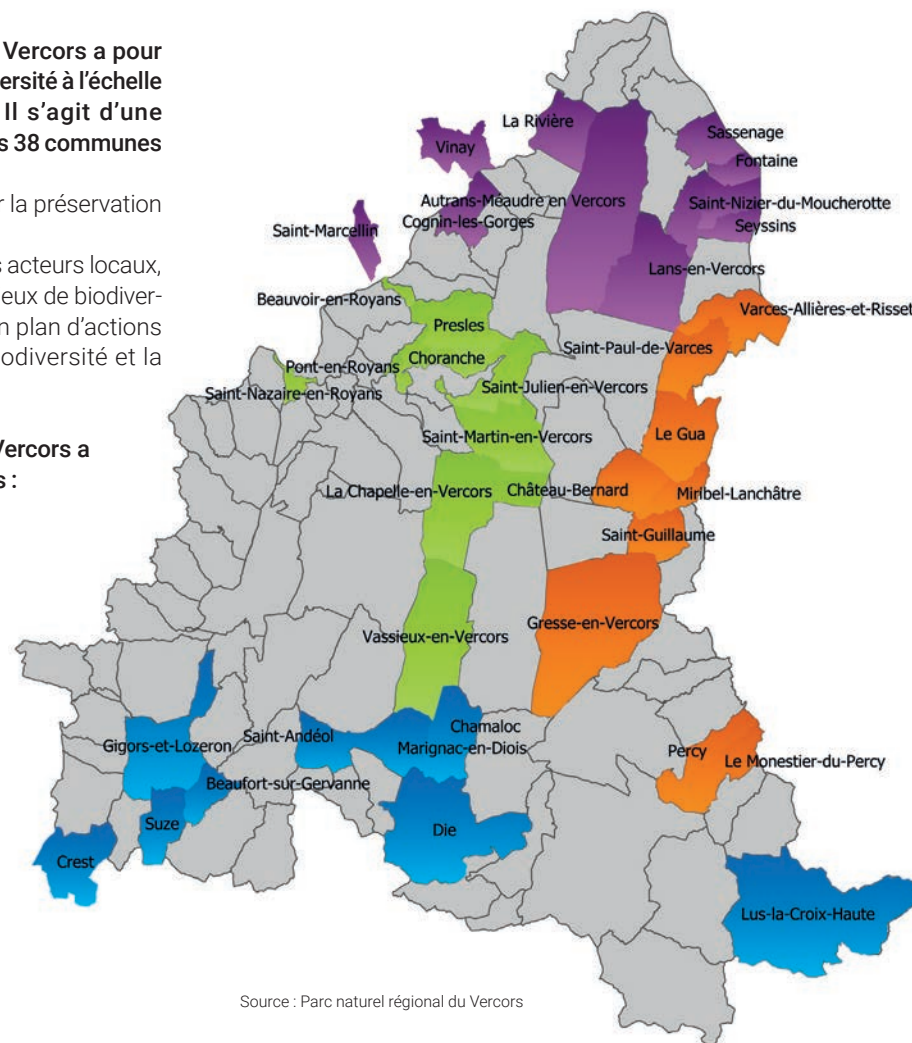 Vercors a pour
ersité à l'échelle
Il s'agit d'une
s 38 communes
r la préservation
s acteurs locaux,
eux de biodiver-
n plan d'actions
odiversité et la
Vercors a
s :
La Rivière
Sassenage
Vinay
Fontaine
Autrans-Méaudre en Vercors
Saint-Nizier-du-Moucherotte
Cognin-les-Gorges
Seyssins
Saint-Marcellin
Lans-en-Vercors
Beauvoir-en-Royans
Varces-Allières-et-Risset
Presles
Saint-Paul-de-Varces
Choranche
Pont-en-Royans
Saint-Julien-en-Vercors
Saint-Nazaire-en-Royans
Saint-Martin-en-Vercors
Le Gua
La Chapelle-en-Vercors
Château-Bernard
Miribel-Lanchâtre
Saint-Guillaume
Gresse-en-Vercors
Vassieux-en-Vercors
Chamaloc
Saint-Andéol
Gigors-et-Lozeron
Marignac-en-Diois
Percy
Le Monestier-du-Percy
Beaufort-sur-Gervanne
Suze
Die
Crest
Lus-la-Croix-Haute
Source : Parc naturel régional du Vercors